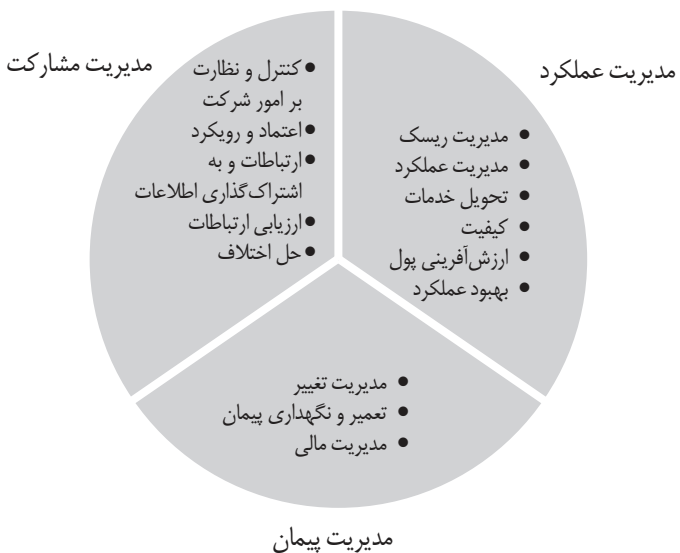 مدیریت عملکرد
● مدیریت ریسک
● مدیریت عملکرد
● تحویل خدمات
● کیفیت
● ارزش‌آفرینی پول
● بهبود عملکرد
مدیریت مشارکت
● کنترل و نظارت
بر امور شرکت
● اعتماد و رویکرد
● ارتباطات و به
اشتراک‌گذاری اطلاعات
● ارزیابی ارتباطات
● حل اختلاف
● مدیریت تغییر
● تعمیر و نگهداری پیمان
● مدیریت مالی
مدیریت پیمان